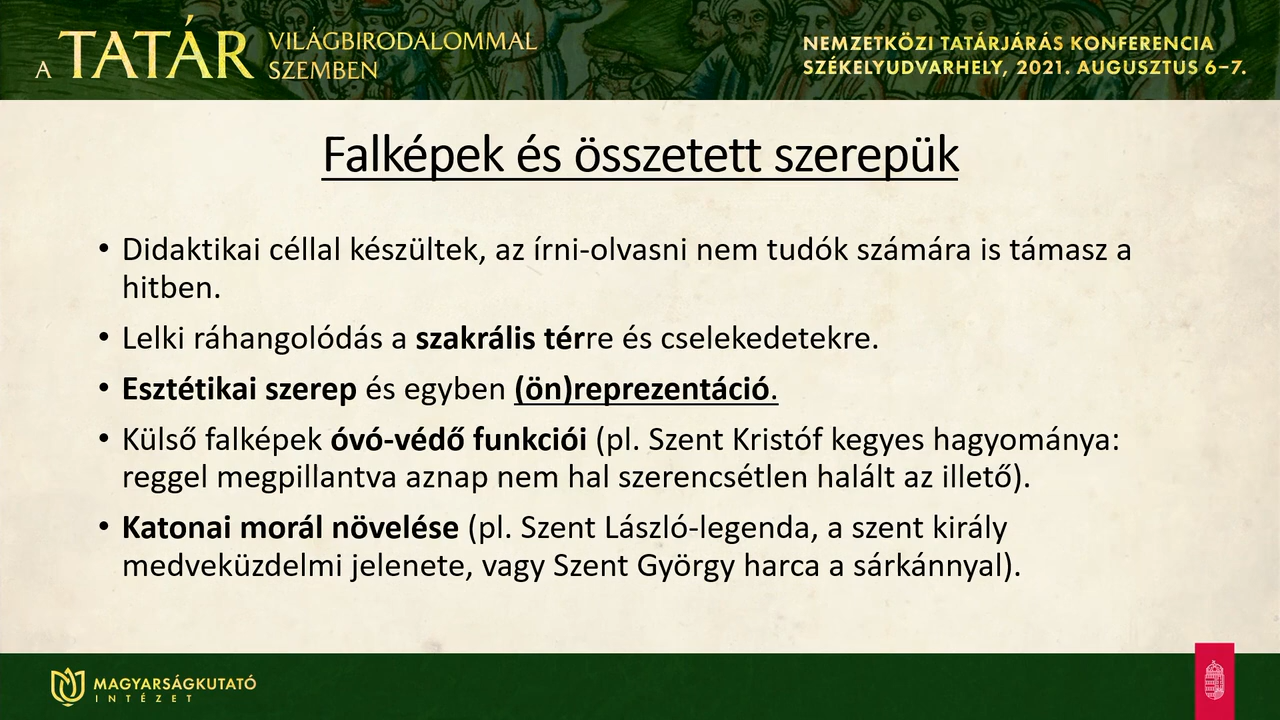 A TATÁR VILÁGBIRODALOMMAL
SZEMBEN
NEMZETKÖZI TATÁRJÁRÁS KONFERENCIA
SZÉKELYUDVARHELY, 2021. AUGUSZTUS 6–7.
Falképek és összetett szerepük
• Didaktikai céllal készültek, az írni-olvasni nem tudók számára is támasz a
hitben.
• Lelki ráhangolódás a szakrális térre és cselekedetekre.
• Esztétikai szerep és egyben (ön)reprezentáció.
• Külső falképek óvó-védő funkciói (pl. Szent Kristóf kegyes hagyománya:
reggel megpillantva aznap nem hal szerencsétlen halált az illető).
• Katonai morál növelése (pl. Szent László-legenda, a szent király
medveküzdelmi jelenete, vagy Szent György harca a sárkánnyal).
MAGYARSÁGKUTATÓ
INTÉZET